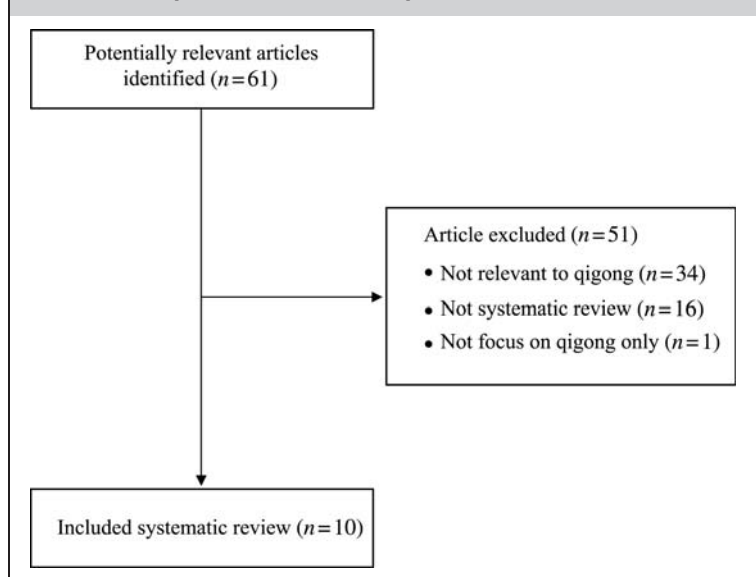 Potentially relevant articles
identified (n=61)
Article excluded (n=51)
• Not relevant to qigong (n=34)
• Not systematic review (n=16)
• Not focus on qigong only (n=1)
Included systematic review (n=10)